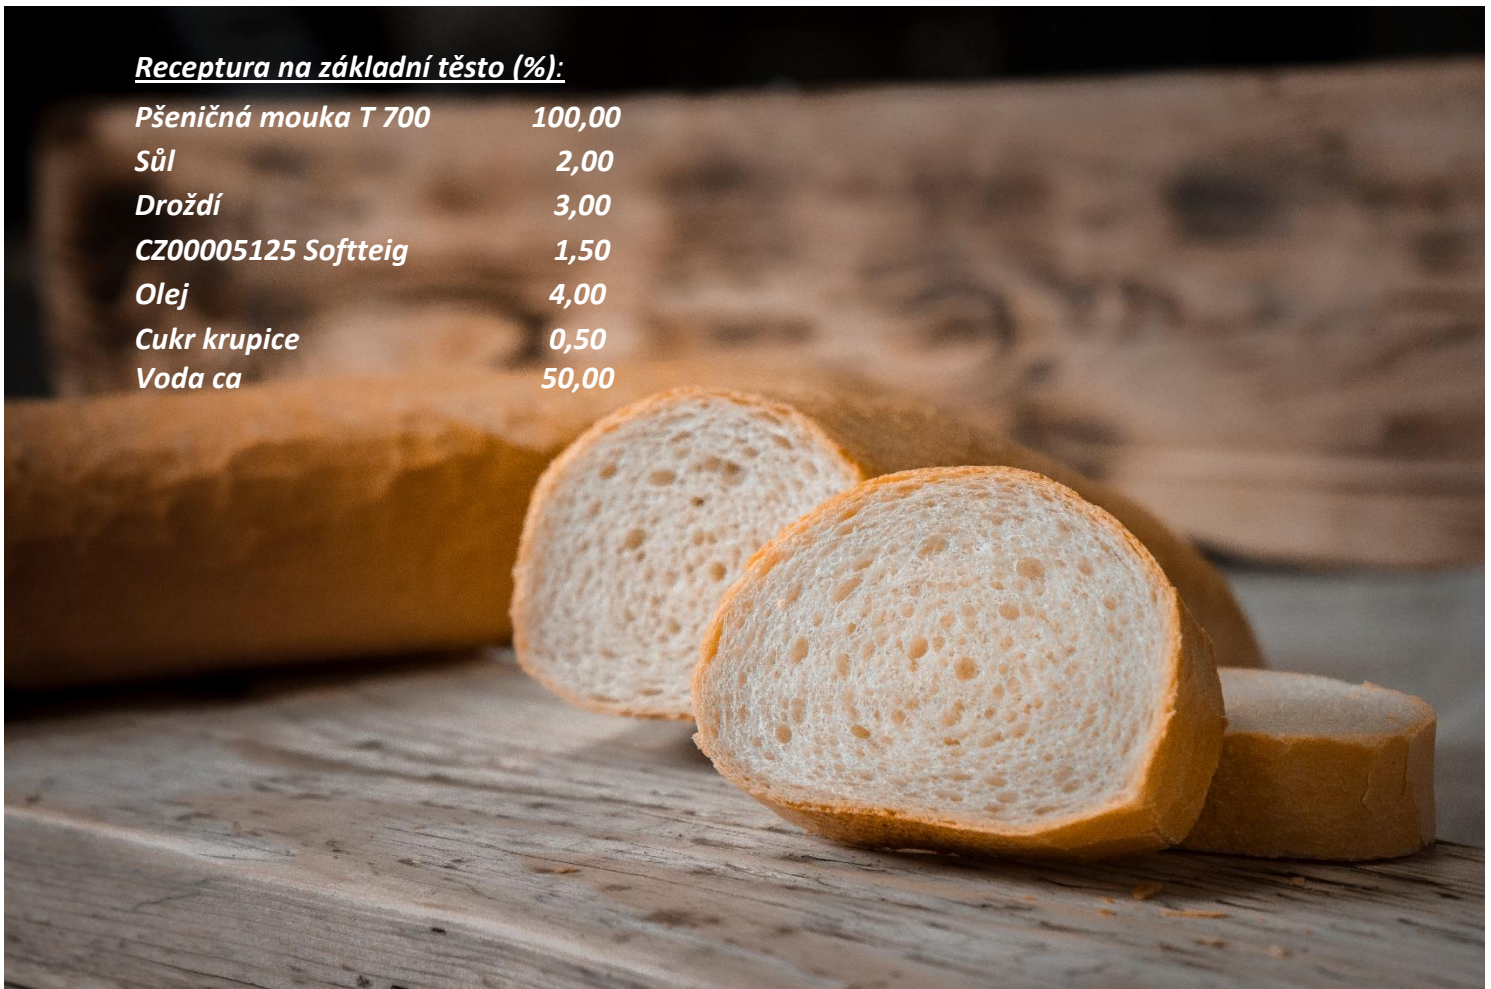 Receptura na základní těsto (%):
Pšeničná mouka T 700 100,00
Sůl 2,00
Droždí 3,00
CZ00005125 Softteig 1,50
Olej 4,00
Cukr krupice 0,50
Voda ca 50,00